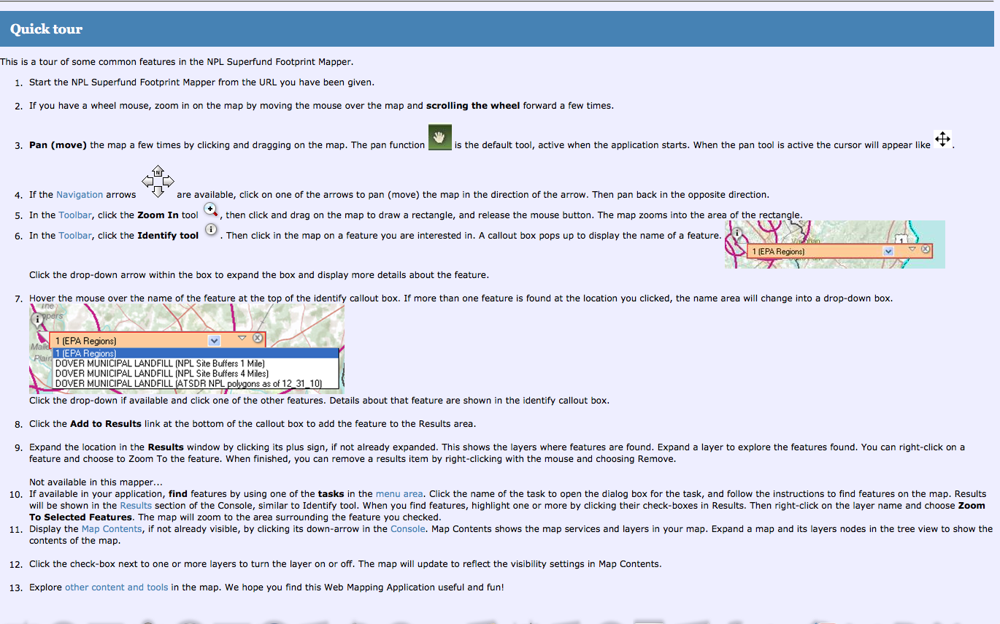 Quick tour
This is a tour of some common features in the NPL Superfund Footprint Mapper.
1. Start the NPL Superfund Footprint Mapper from the URL you have been given.
2. If you have a wheel mouse, zoom in on the map by moving the mouse over the map and scrolling the wheel forward a few times.
3. Pan (move) the map a few times by clicking and dragging on the map. The pan function is the default tool, active when the application starts. When the pan tool is active the cursor will appear like .
N
4. If the Navigation arrows are available, click on one of the arrows to pan (move) the map in the direction of the arrow. Then pan back in the opposite direction.
5. In the Toolbar, click the Zoom In tool , then click and drag on the map to draw a rectangle, and release the mouse button. The map zooms into the area of the rectangle.
6. In the Toolbar, click the Identify tool i . Then click in the map on a feature you are interested in. A callout box pops up to display the name of a feature.
i
1
1 (EPA Regions)
Click the drop-down arrow within the box to expand the box and display more details about the feature.
7. Hover the mouse over the name of the feature at the top of the identify callout box. If more than one feature is found at the location you clicked, the name area will change into a drop-down box.
The
i
1 (EPA Regions)
1 (EPA Regions)
Plain
DOVER MUNICIPAL LANDFILL (NPL Site Buffers 1 Mile)
DOVER MUNICIPAL LANDFILL (NPL Site Buffers 4 Miles)
DOVER MUNICIPAL LANDFILL (ATSDR NPL polygons as of 12_31_10)
Click the drop-down if available and click one of the other features. Details about that feature are shown in the identify callout box.
8. Click the Add to Results link at the bottom of the callout box to add the feature to the Results area.
9. Expand the location in the Results window by clicking its plus sign, if not already expanded. This shows the layers where features are found. Expand a layer to explore the features found. You can right-click on a
feature and choose to Zoom To the feature. When finished, you can remove a results item by right-clicking with the mouse and choosing Remove.
Not available in this mapper...
10. If available in your application, find features by using one of the tasks in the menu area. Click the name of the task to open the dialog box for the task, and follow the instructions to find features on the map. Results
will be shown in the Results section of the Console, similar to Identify tool. When you find features, highlight one or more by clicking their check-boxes in Results. Then right-click on the layer name and choose Zoom
To Selected Features. The map will zoom to the area surrounding the feature you checked.
11. Display the Map Contents, if not already visible, by clicking its down-arrow in the Console. Map Contents shows the map services and layers in your map. Expand a map and its layers nodes in the tree view to show the
contents of the map.
12. Click the check-box next to one or more layers to turn the layer on or off. The map will update to reflect the visibility settings in Map Contents.
13. Explore other content and tools in the map. We hope you find this Web Mapping Application useful and fun!